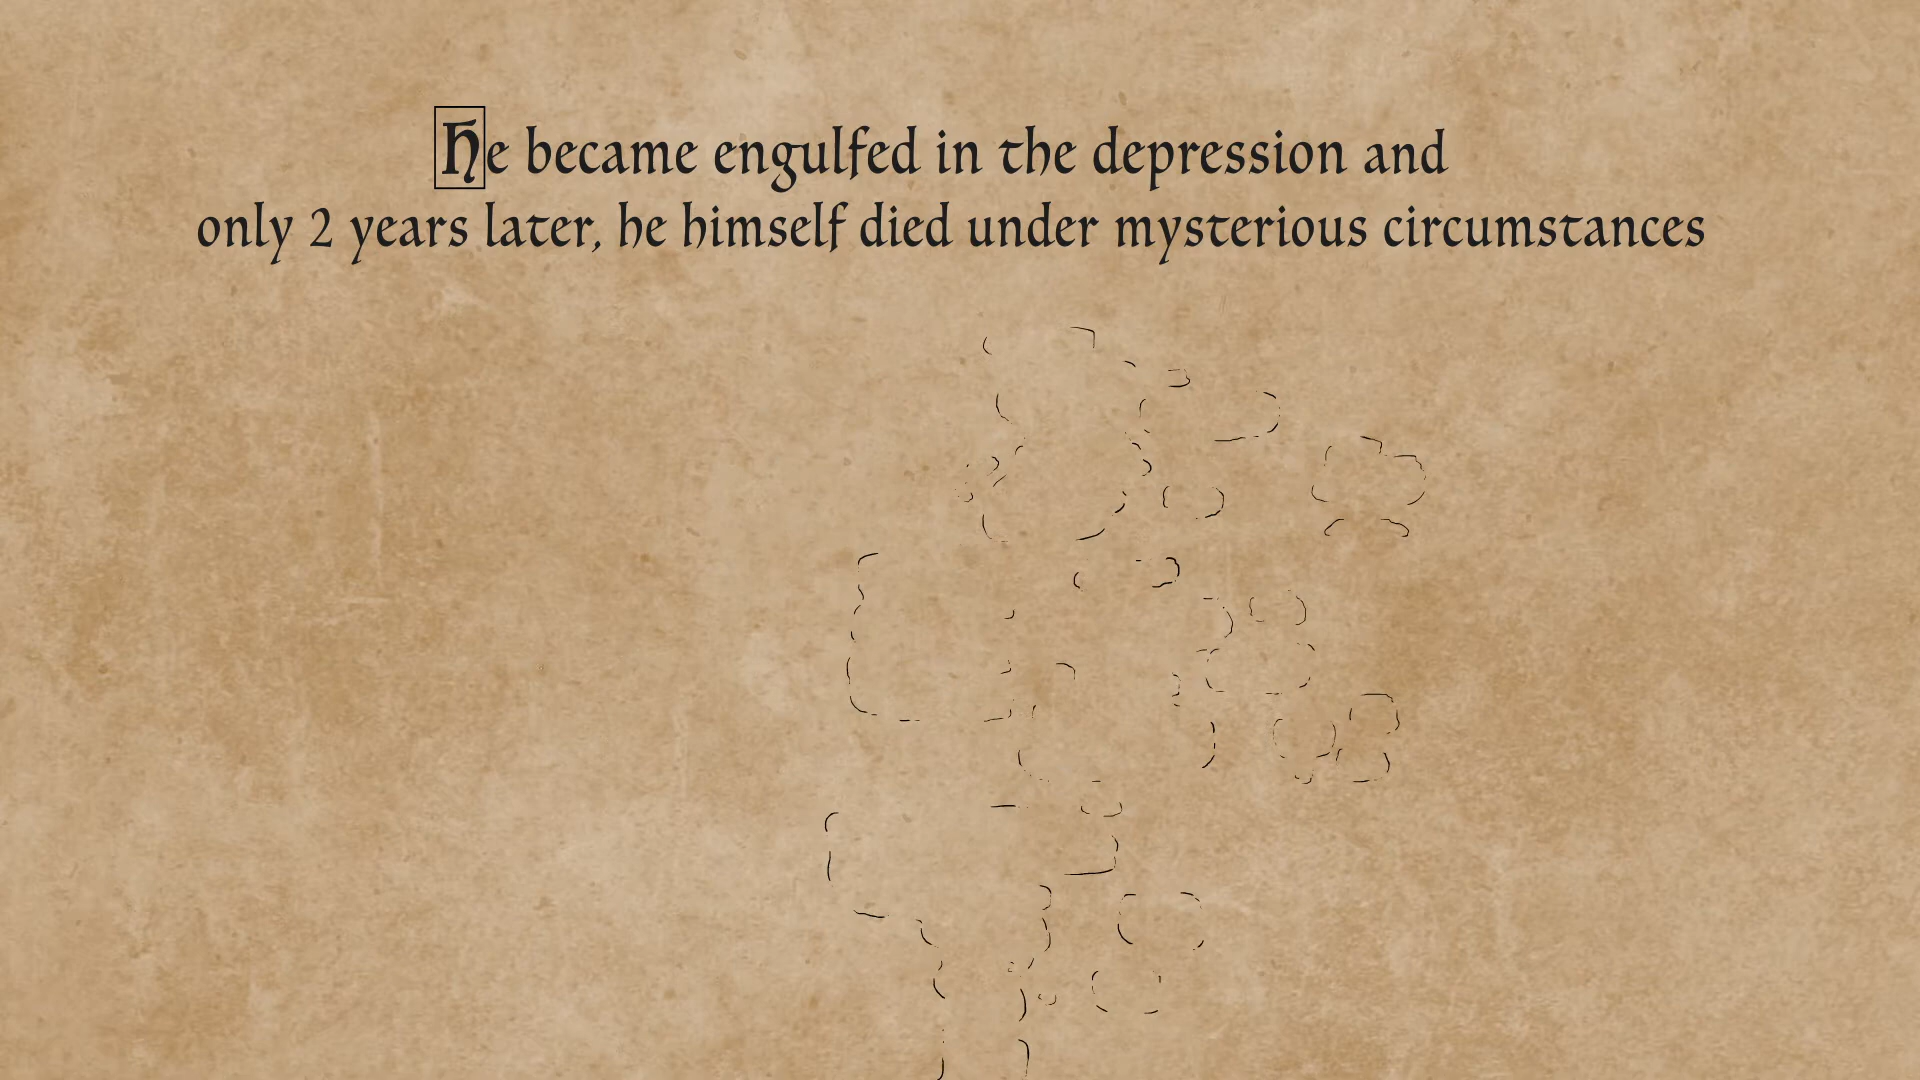 He became engulfed in the depression and
only 2 years later, he himself died under mysterious circumstances